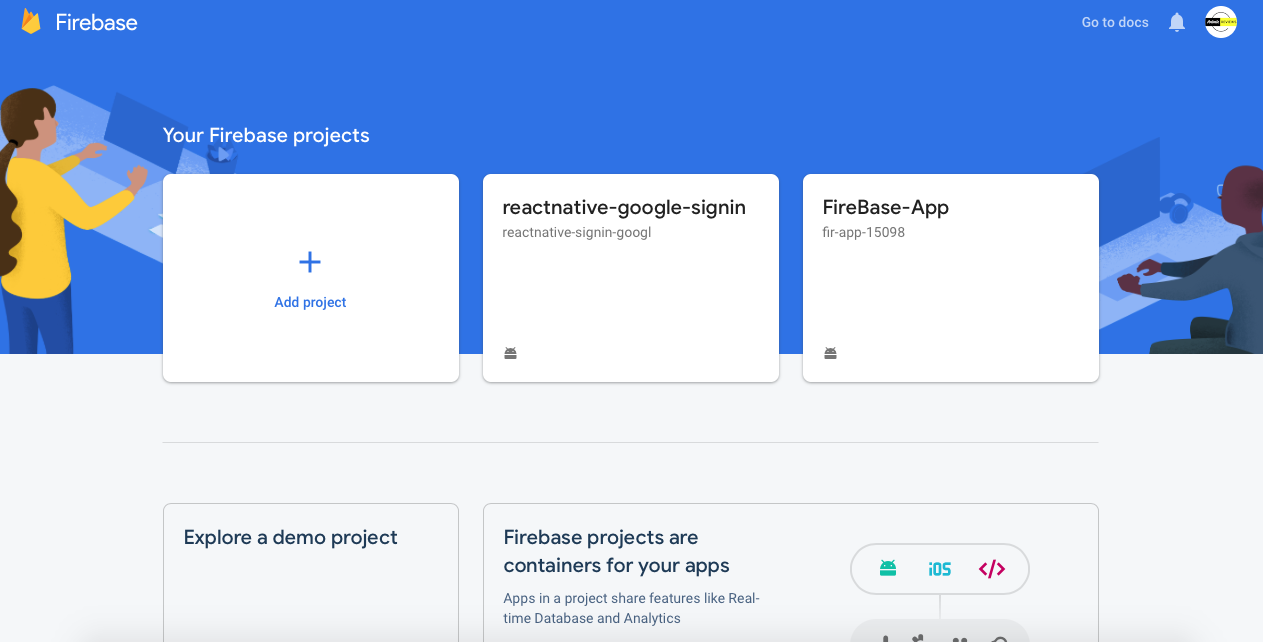 Firebase
Go to docs
Your Firebase projects
Add project
reactnative-google-signin
reactnative-signin-googl
FireBase-App
fir-app-15098
Explore a demo project
Firebase projects are
containers for your apps
Apps in a project share features like Real-
time Database and Analytics
iOS